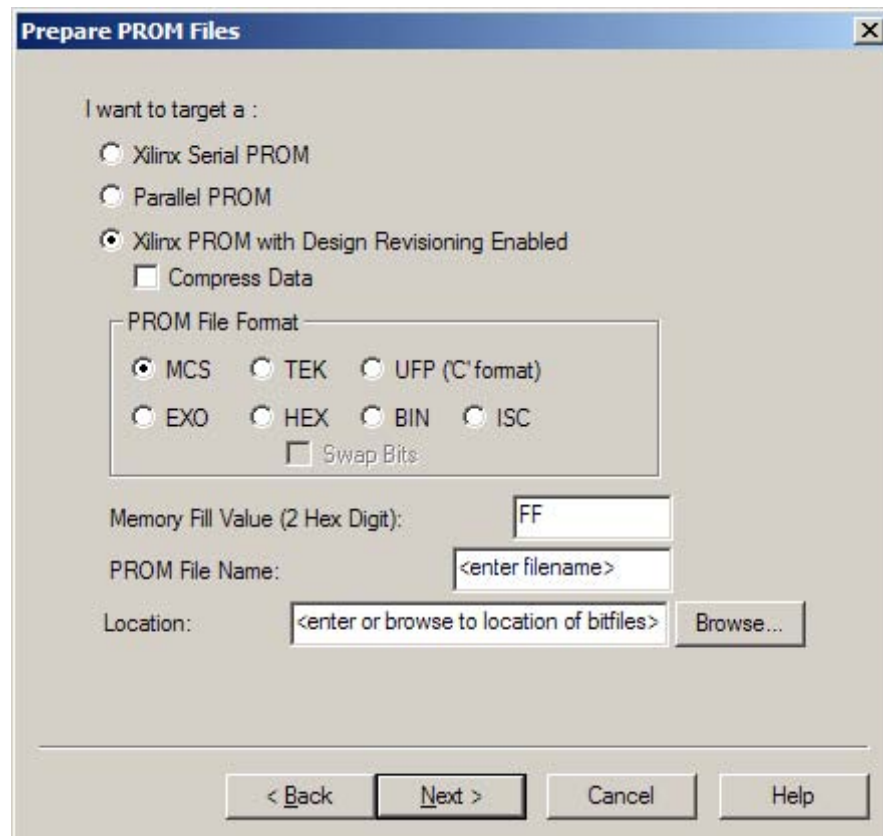 Prepare PROM Files
I want to target a :
Xilinx Serial PROM
Parallel PROM
Xilinx PROM with Design Revisioning Enabled
Compress Data
PROM File Format
MCS TEK UFP ('C' format)
EXO HEX BIN ISC
Swap Bits
Memory Fill Value (2 Hex Digit): FF
PROM File Name: <enter filename>
Location: <enter or browse to location of bitfiles> Browse...
< Back Next > Cancel Help